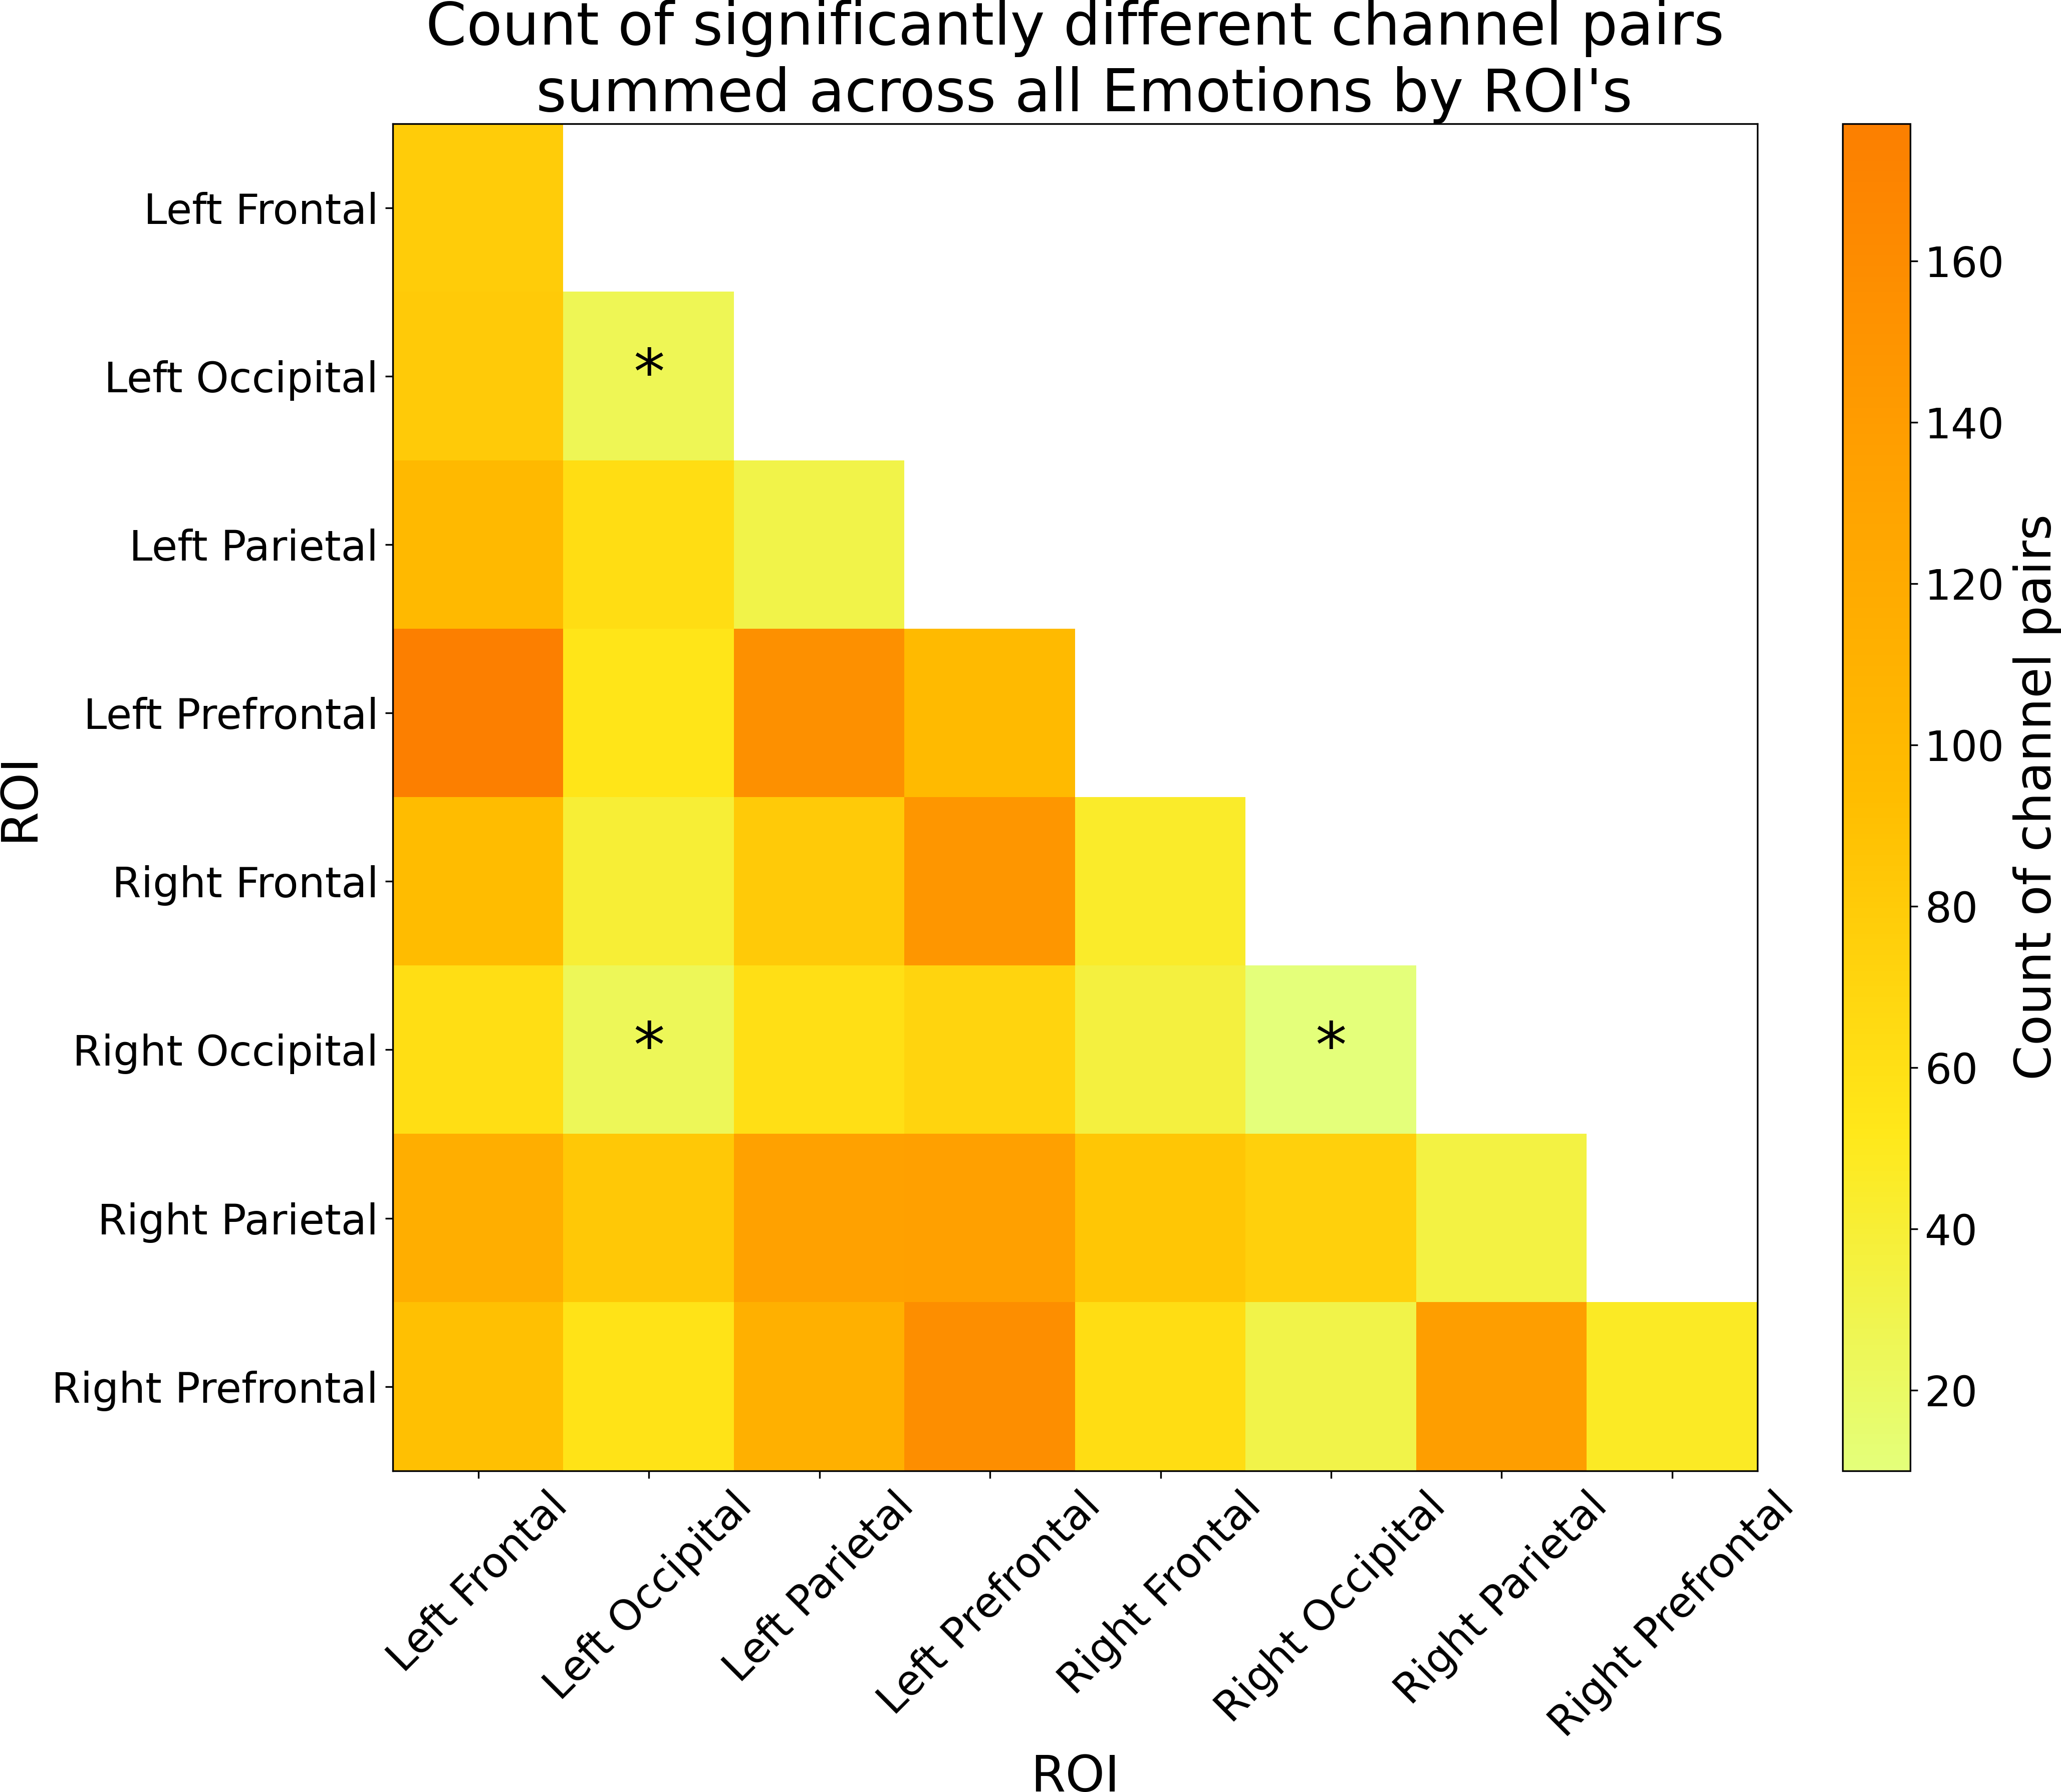 Count of significantly different channel pairs
summed across all Emotions by ROI's
ROI
Left Frontal
Left Occipital
Left Parietal
Left Prefrontal
Right Frontal
Right Occipital
Right Parietal
Right Prefrontal
*
*
*
Left Frontal
Left Occipital
Left Parietal
Left Prefrontal
Right Frontal
Right Occipital
Right Parietal
Right Prefrontal
ROI
160
140
120
100
80
60
40
20
Count of channel pairs